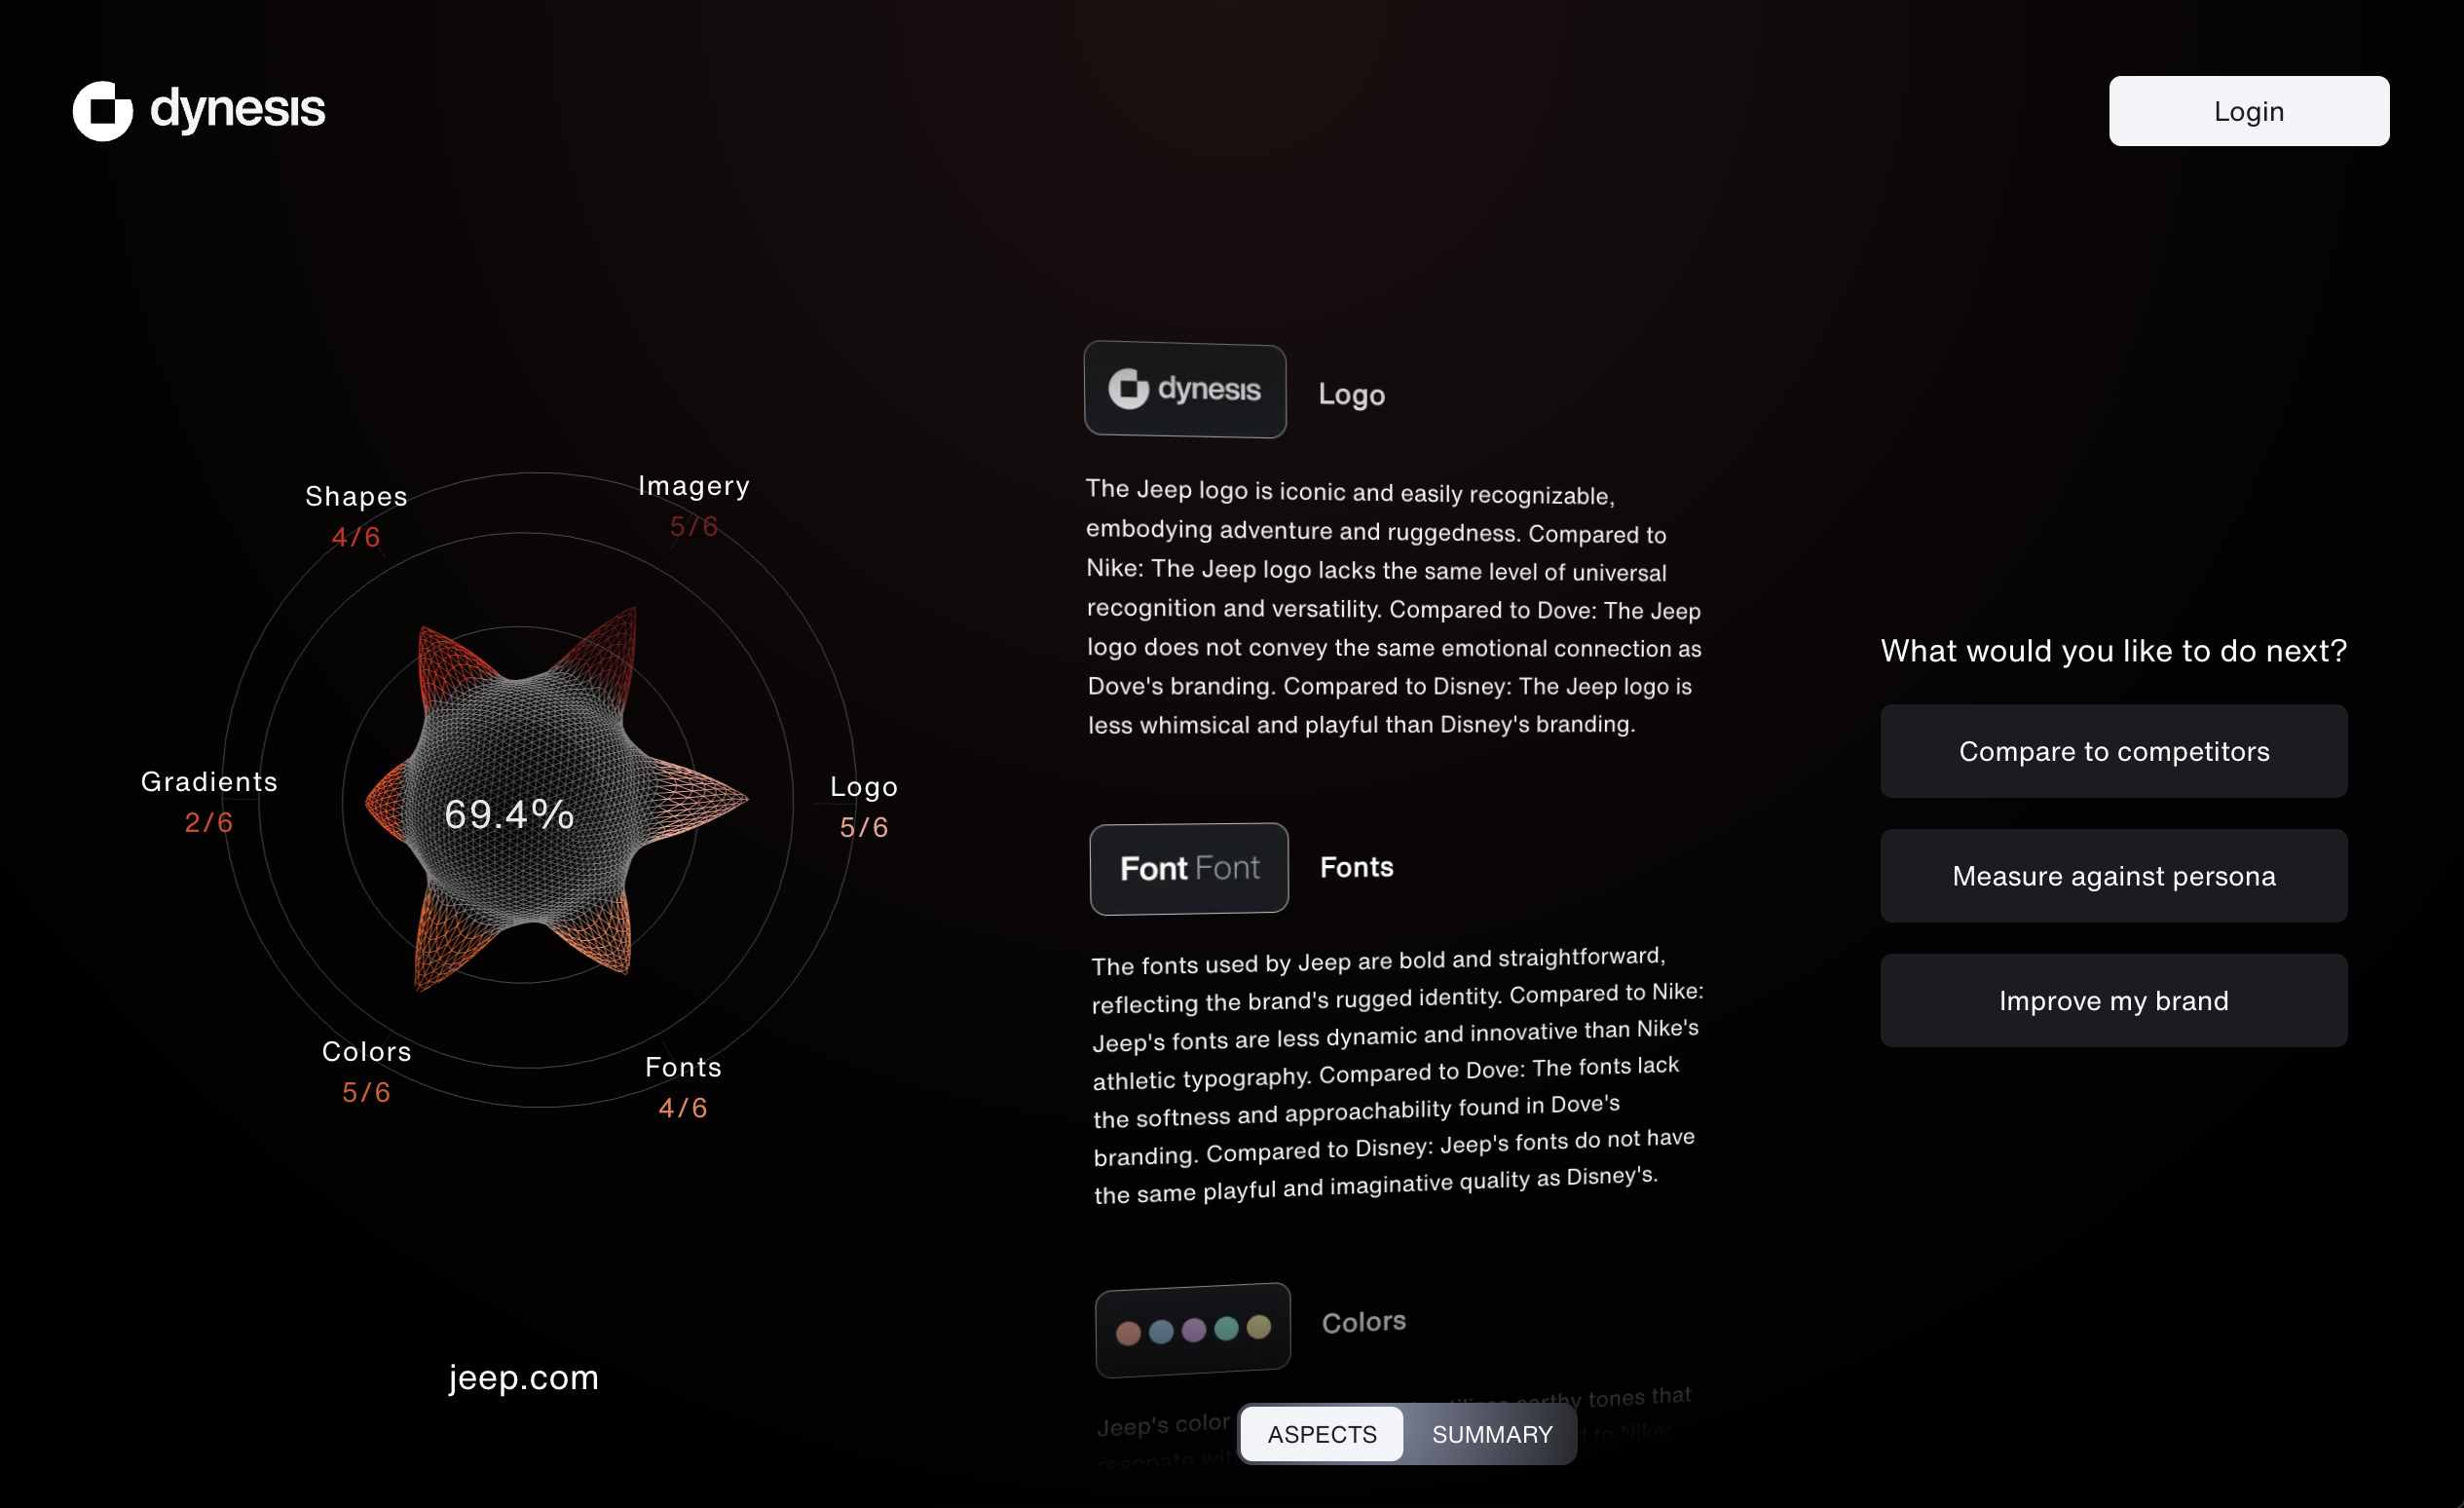 dynesis
Login
Shapes
4/6
Imagery
5/6
Gradients
2/6
69.4%
Logo
5/6
Colors
5/6
Fonts
4/6
jeep.com
dynesis
Logo
The Jeep logo is iconic and easily recognizable,
embodying adventure and ruggedness. Compared to
Nike: The Jeep logo lacks the same level of universal
recognition and versatility. Compared to Dove: The Jeep
logo does not convey the same emotional connection as
Dove's branding. Compared to Disney: The Jeep logo is
less whimsical and playful than Disney's branding.
Font Font
Fonts
The fonts used by Jeep are bold and straightforward,
reflecting the brand's rugged identity. Compared to Nike:
Jeep's fonts are less dynamic and innovative than Nike's
athletic typography. Compared to Dove: The fonts lack
the softness and approachability found in Dove's
branding. Compared to Disney: Jeep's fonts do not have
the same playful and imaginative quality as Disney's.
Colors
Jeep's color earthy tones that
resonate to Nike:
ASPECTS
SUMMARY
What would you like to do next?
Compare to competitors
Measure against persona
Improve my brand